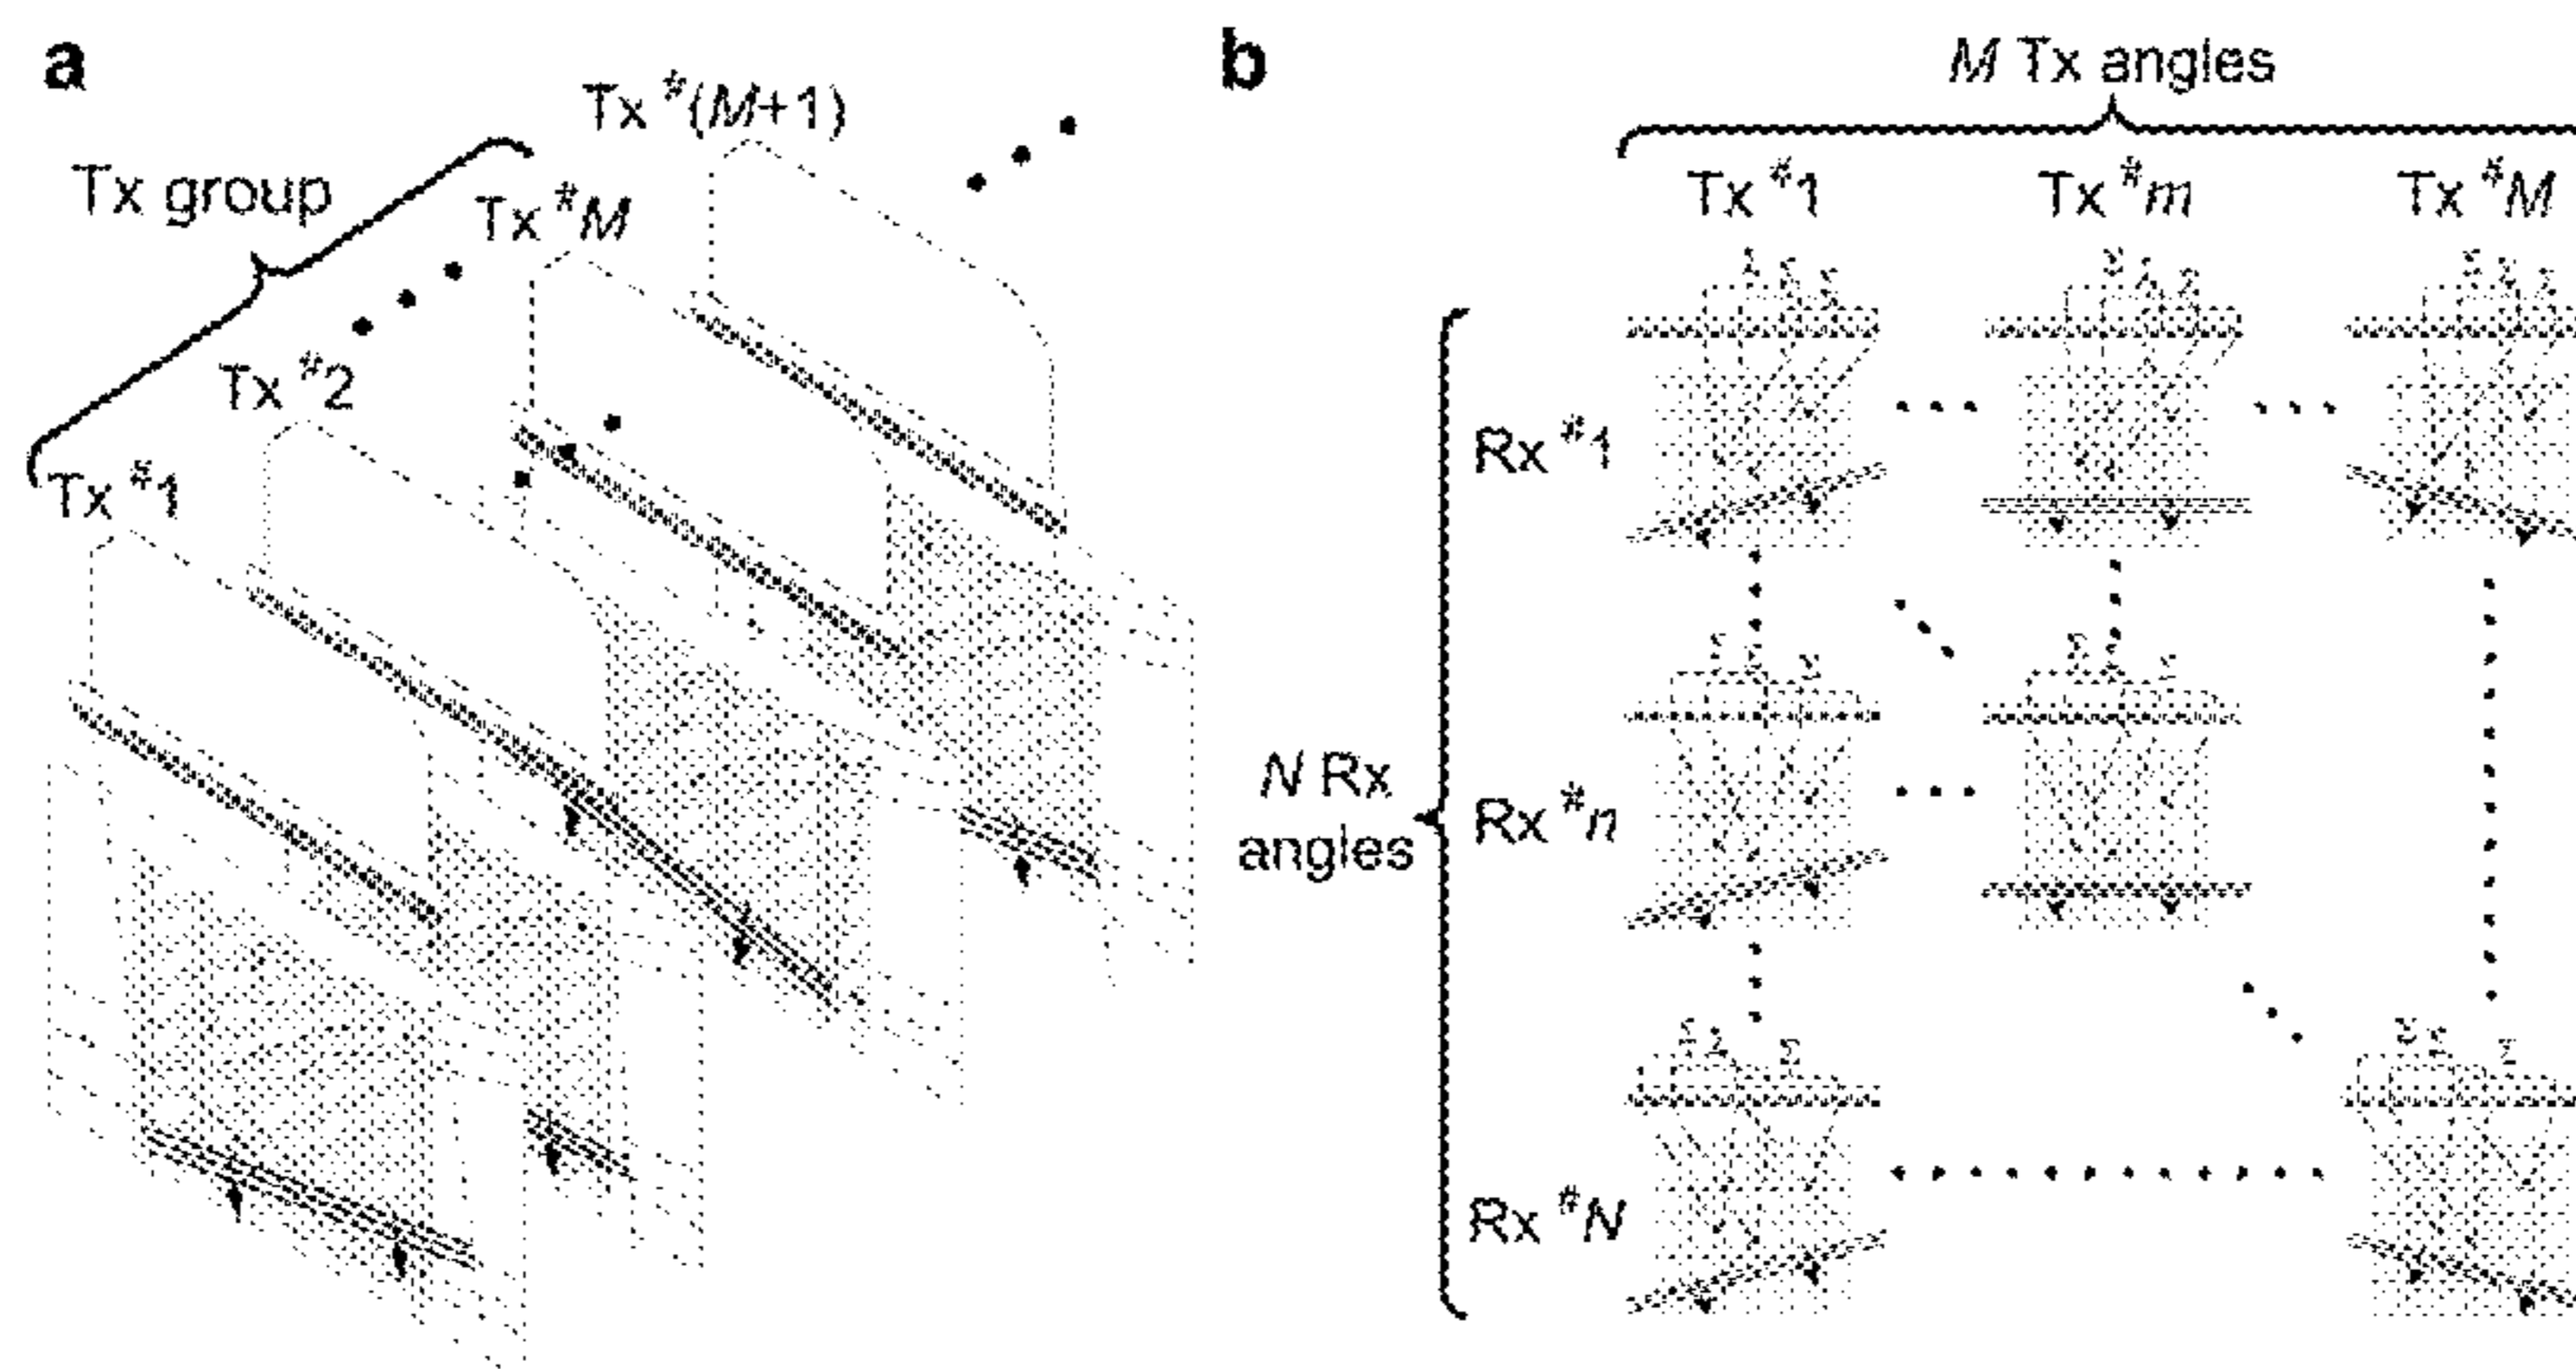 a
Tx #(M+1)
Tx group
Tx #M
Tx #2
Tx #1
b
M Tx angles
Tx #1 Tx #m Tx #M
Σ Σ Σ Σ Σ Σ Σ Σ Σ
Rx #1
Σ Σ Σ Σ Σ Σ
N Rx
angles
Rx #n
Σ Σ Σ Σ Σ Σ
Rx #N